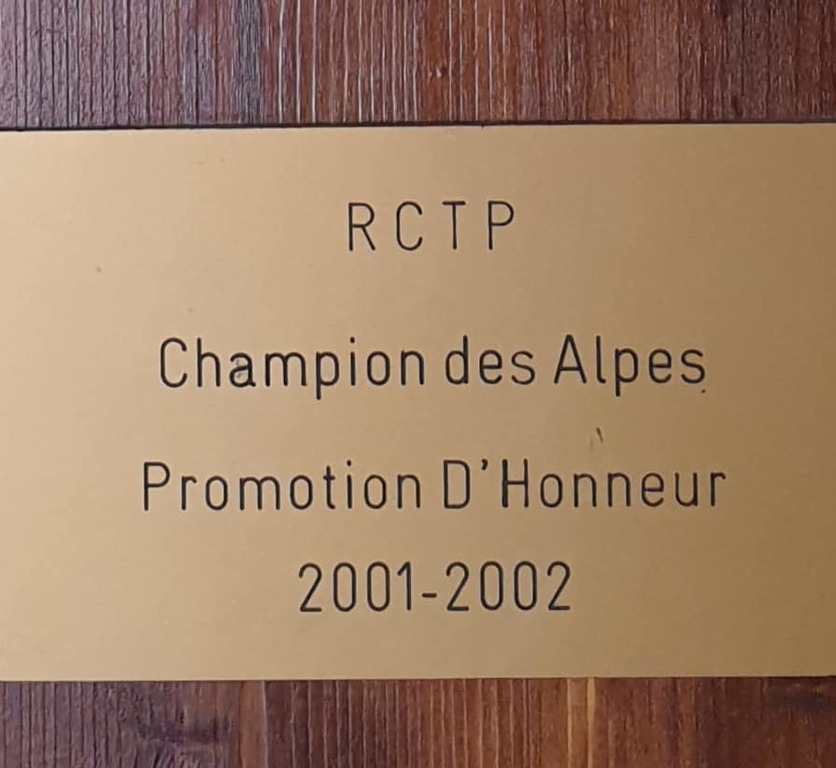 RCTP
Champion des Alpes
Promotion D'Honneur
2001-2002